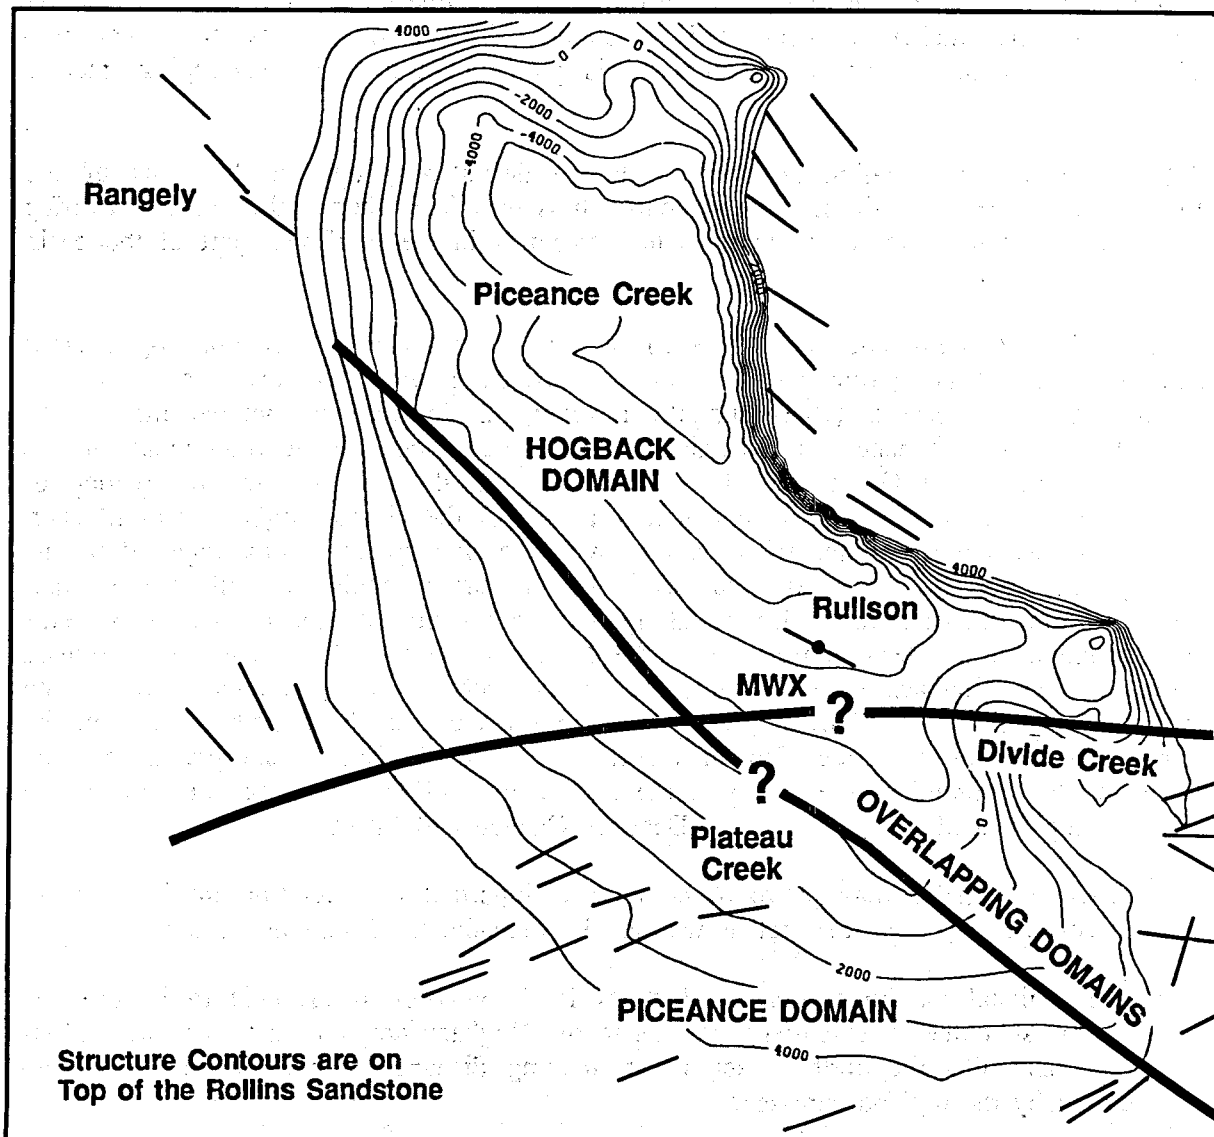 4000
0
0
-2000
-4000
-4000
Rangely
2000
Piceance Creek
HOGBACK
DOMAIN
4000
Rulison
MWX
?
Divide Creek
?
OVERLAPPING DOMAINS
0
Plateau
Creek
2000
PICEANCE DOMAIN
4000
Structure Contours are on
Top of the Rollins Sandstone